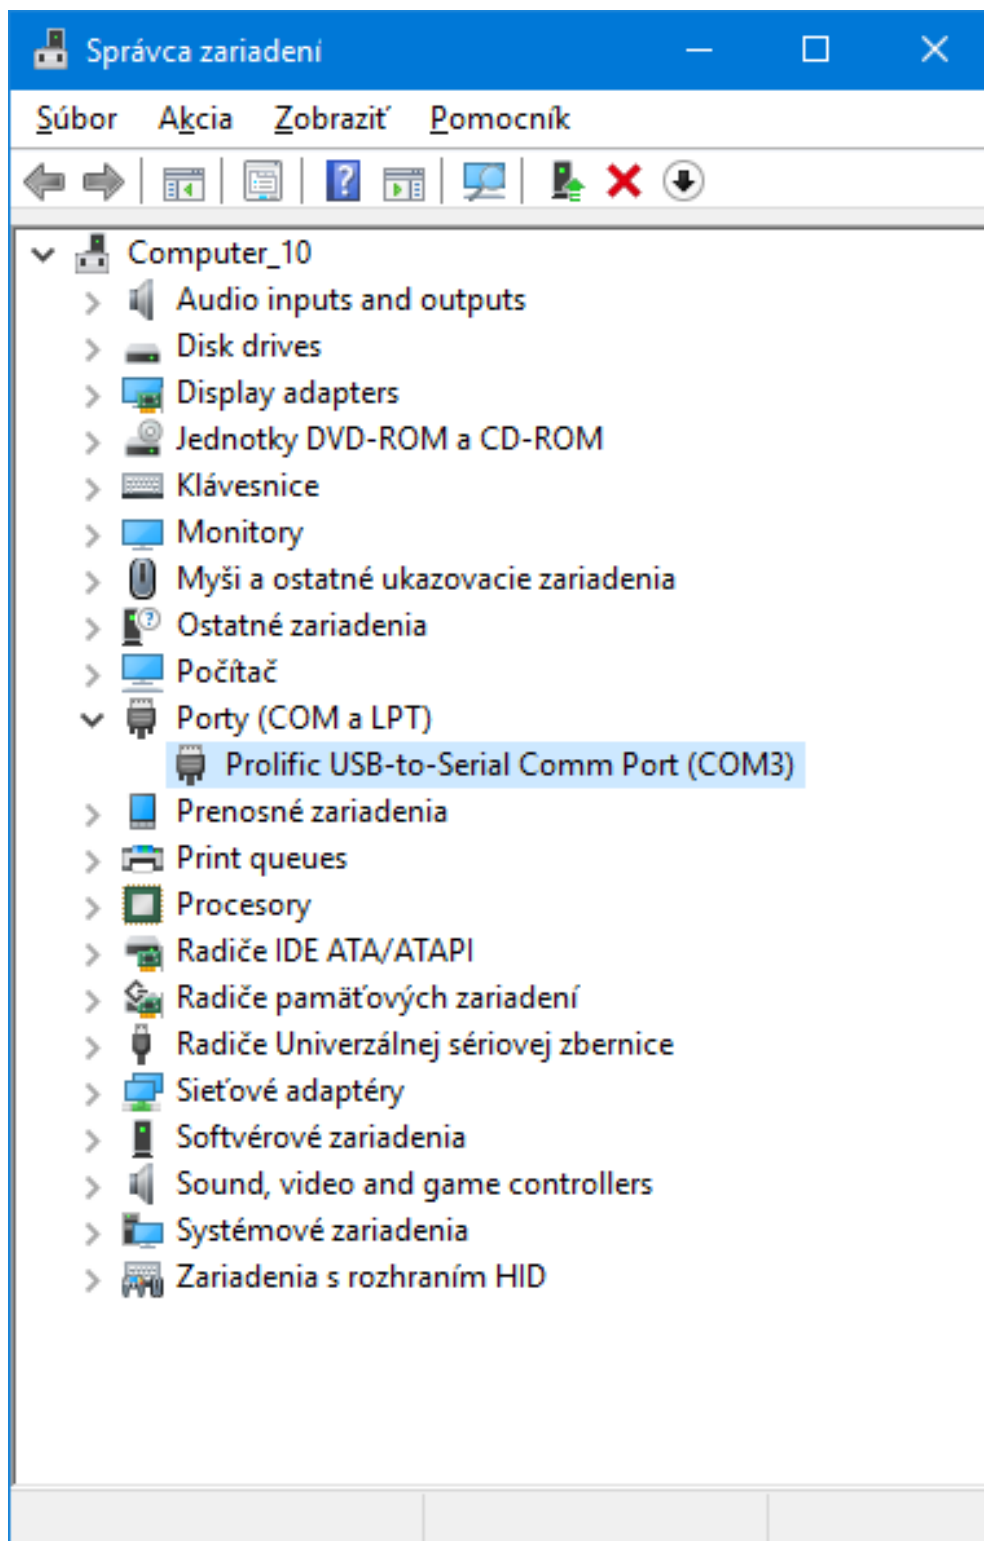 Správca zariadení
Súbor Akcia Zobraziť Pomocník
Computer_10
Audio inputs and outputs
Disk drives
Display adapters
Jednotky DVD-ROM a CD-ROM
Klávesnice
Monitory
Myši a ostatné ukazovacie zariadenia
Ostatné zariadenia
Počítač
Porty (COM a LPT)
Prolific USB-to-Serial Comm Port (COM3)
Prenosné zariadenia
Print queues
Procesory
Radiče IDE ATA/ATAPI
Radiče pamäťových zariadení
Radiče Univerzálnej sériovej zbernice
Sieťové adaptéry
Softvérové zariadenia
Sound, video and game controllers
Systémové zariadenia
Zariadenia s rozhraním HID